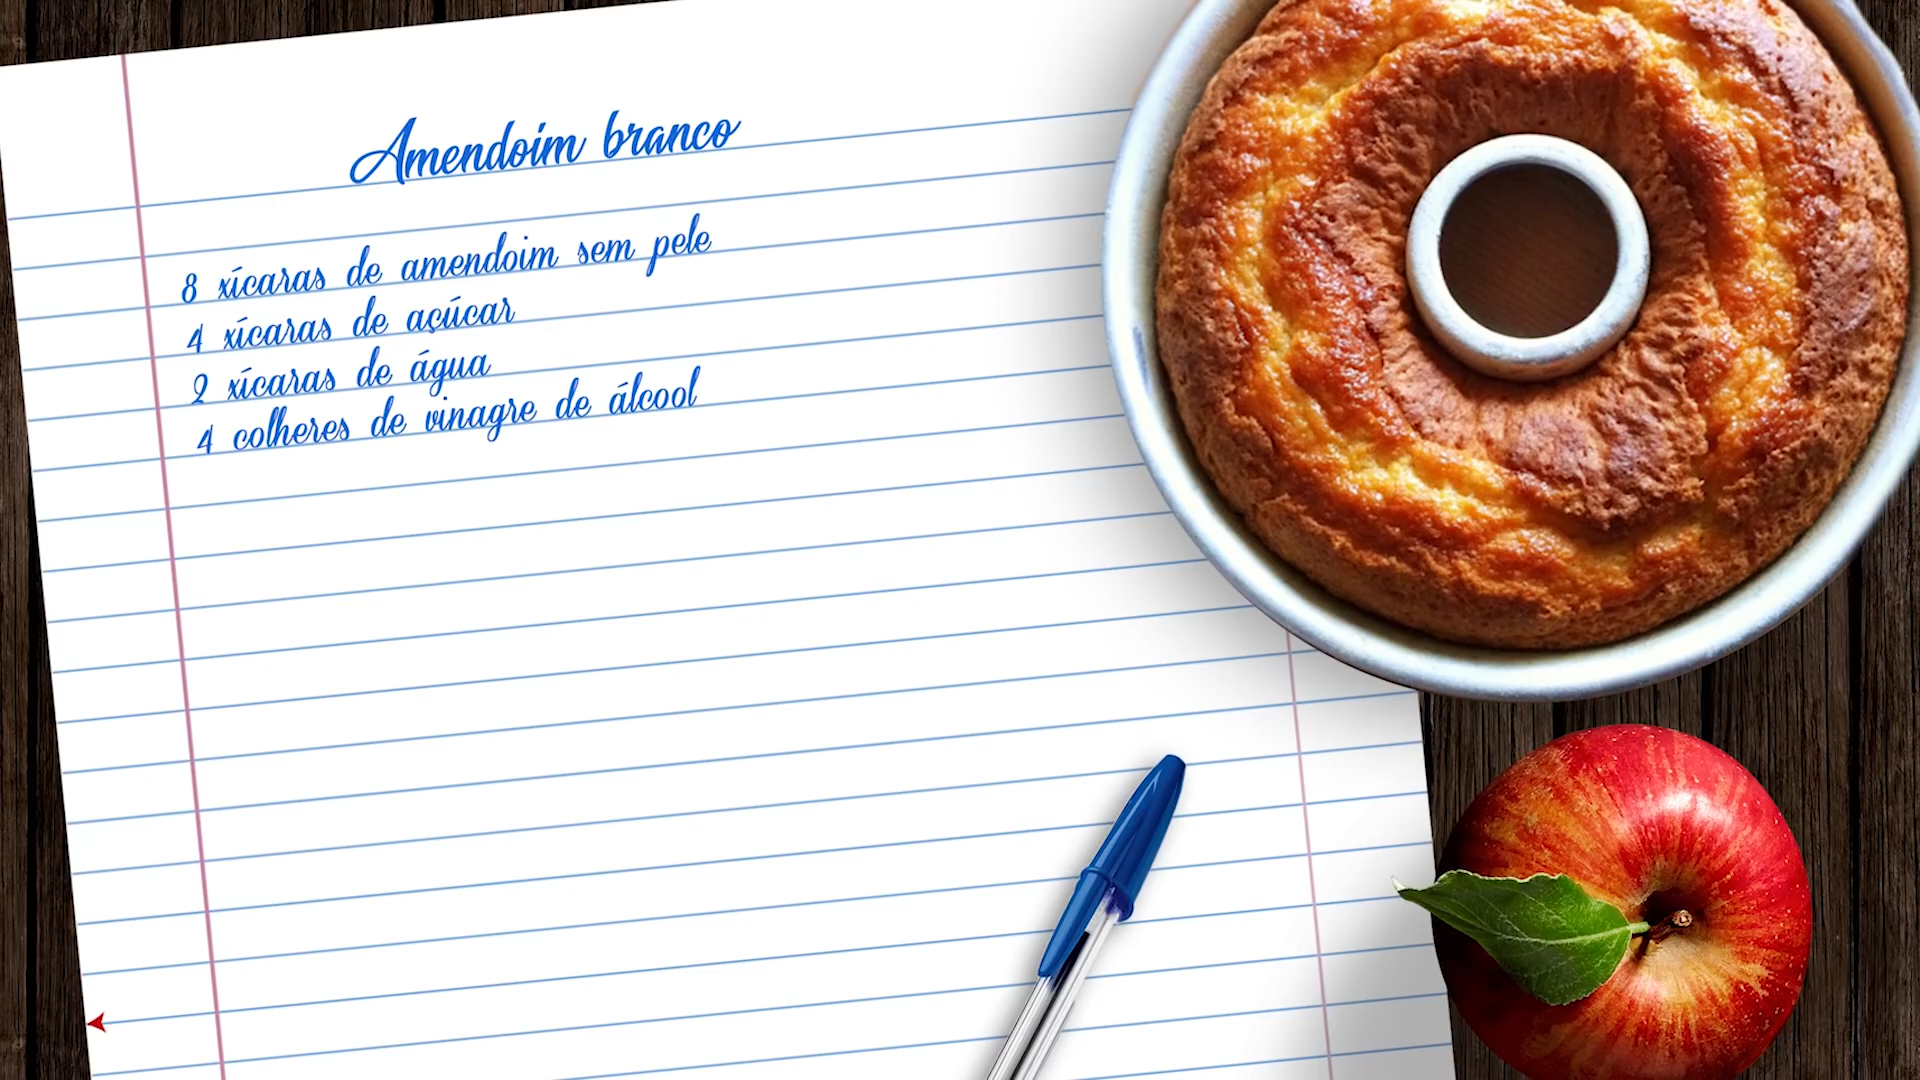 Amendoim branco
8 xícaras de amendoim sem pele
4 xícaras de açúcar
2 xícaras de água
4 colheres de vinagre de álcool